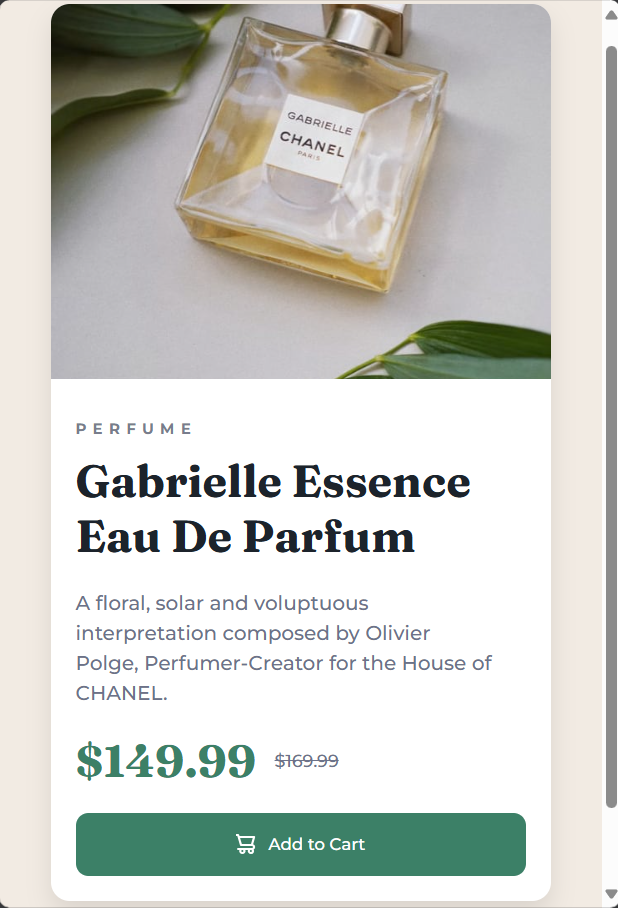 GABRIELLE
CHANEL
PARIS
PERFUME
Gabrielle Essence
Eau De Parfum
A floral, solar and voluptuous
interpretation composed by Olivier
Polge, Perfumer-Creator for the House of
CHANEL.
$149.99 $169.99
Add to Cart